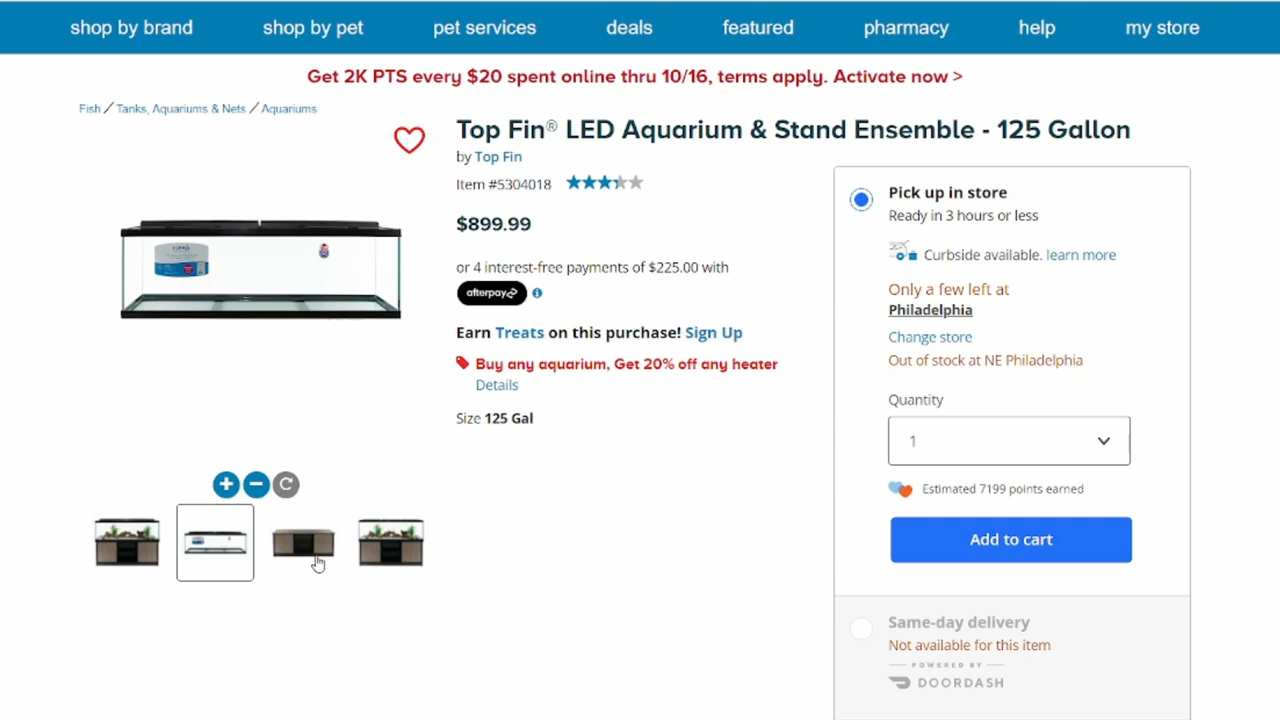 shop by brand shop by pet pet services deals featured pharmacy help my store
Get 2K PTS every $20 spent online thru 10/16, terms apply. Activate now >
Fish / Tanks, Aquariums & Nets / Aquariums
Top Fin® LED Aquarium & Stand Ensemble - 125 Gallon
by Top Fin
Item #5304018
$899.99
or 4 interest-free payments of $225.00 with
afterpay
Earn Treats on this purchase! Sign Up
Buy any aquarium, Get 20% off any heater
Details
Size 125 Gal
Pick up in store
Ready in 3 hours or less
Curbside available. learn more
Only a few left at
Philadelphia
Change store
Out of stock at NE Philadelphia
Quantity
1
Estimated 7199 points earned
Add to cart
Same-day delivery
Not available for this item
POWERED BY
DOORDASH